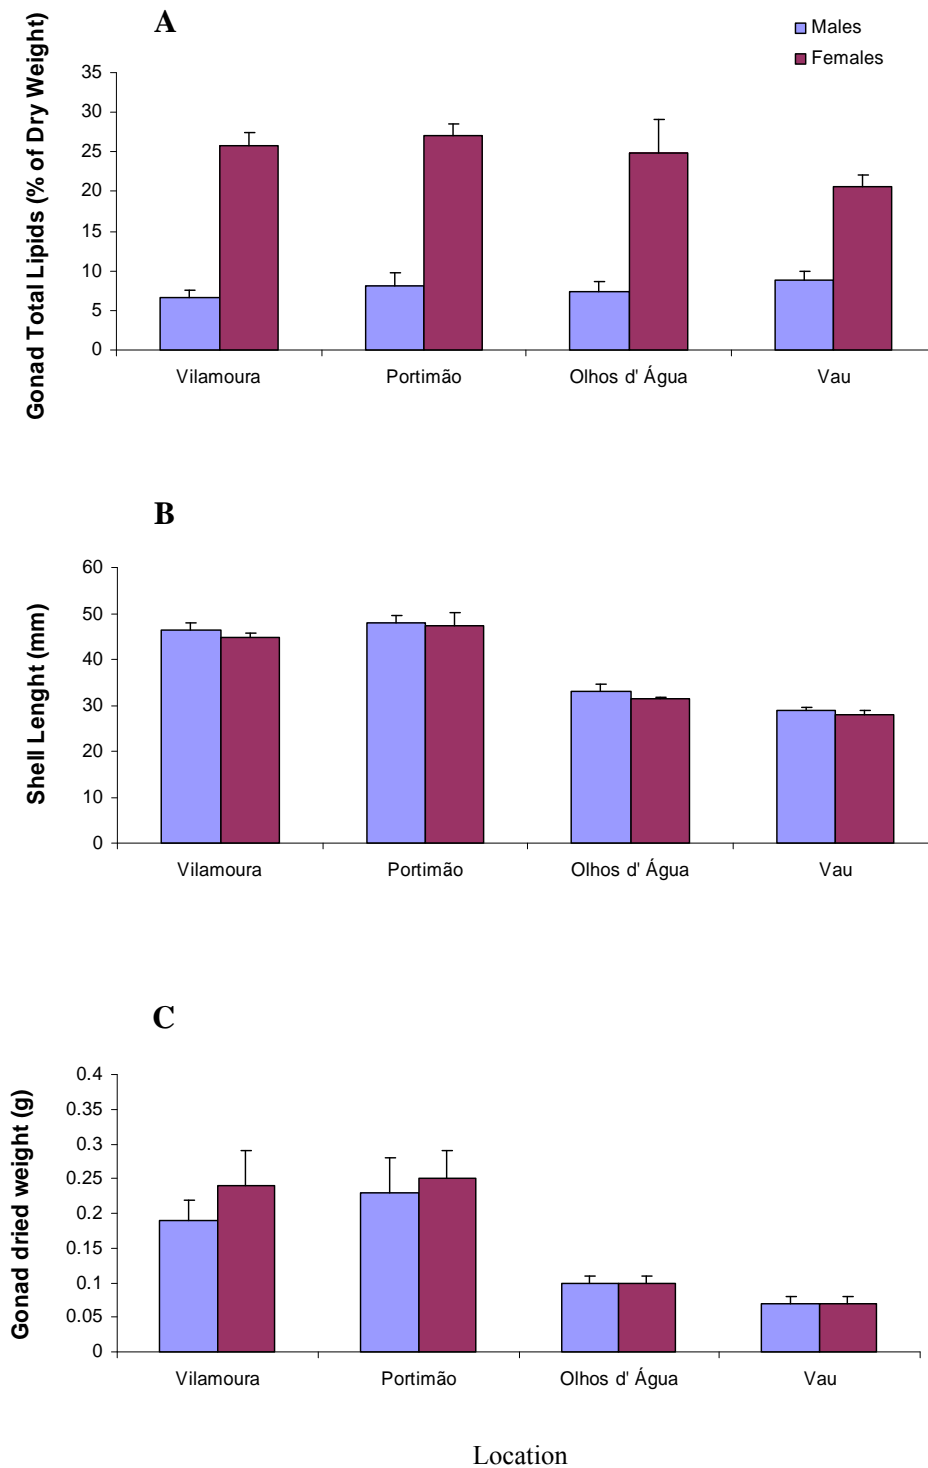 A
Males
Females
Gonad Total Lipids (% of Dry Weight)
35
30
25
20
15
10
5
0
Vilamoura Portimão Olhos d' Água Vau
B
Shell Lenght (mm)
60
50
40
30
20
10
0
Vilamoura Portimão Olhos d' Água Vau
C
Gonad dried weight (g)
0.4
0.35
0.3
0.25
0.2
0.15
0.1
0.05
0
Vilamoura Portimão Olhos d' Água Vau
Location